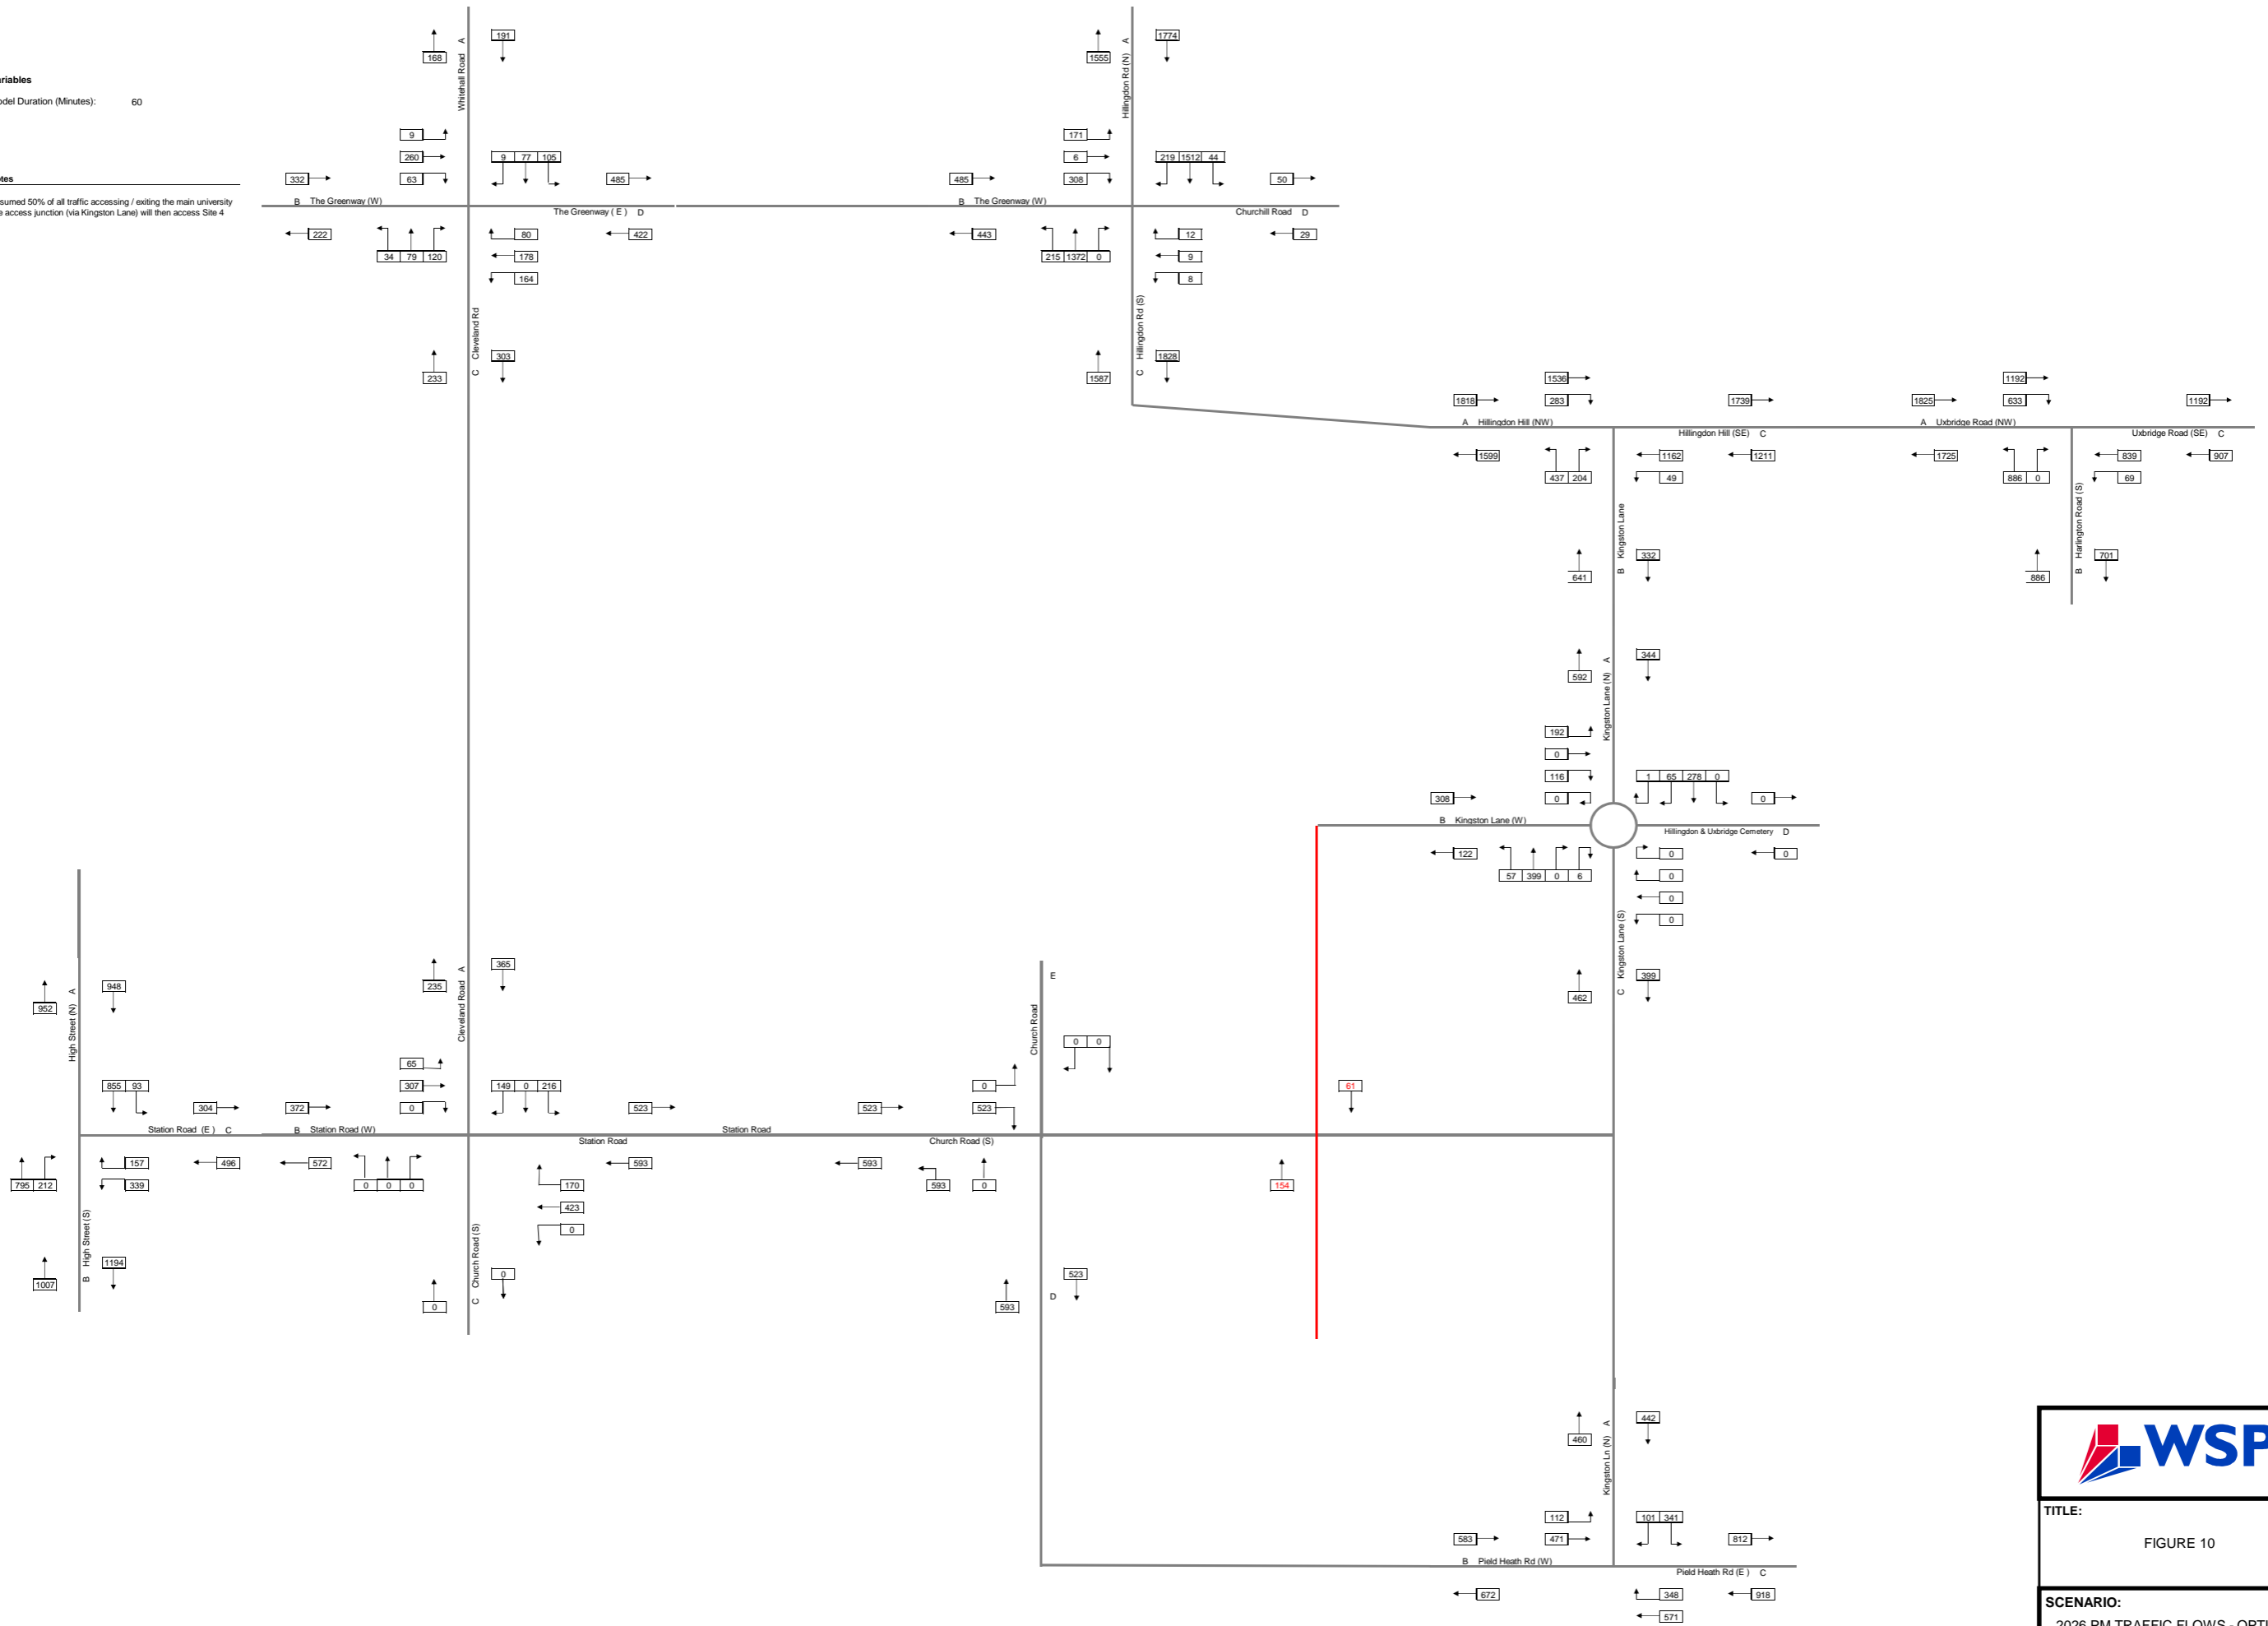 191
1774
168
1555
Whitehall Road A
Hillingdon Rd (N) A
riables
odel Duration (Minutes): 60
9
171
260
9 77 105
6
219 1512 44
332
63
485
485
308
50
tes
sumed 50% of all traffic accessing / exiting the main university
e access junction (via Kingston Lane) will then access Site 4
B The Greenway (W)
The Greenway ( E ) D
B The Greenway (W)
Churchill Road D
222
80
422
443
12
29
34 79 120
178
215 1372 0
9
164
8
C Cleveland Rd
C Hillingdon Rd (S)
303
1828
233
1587
1536
1192
1818
283
1739
1825
633
1192
A Hillingdon Hill (NW)
Hillingdon Hill (SE) C
A Uxbridge Road (NW)
Uxbridge Road (SE) C
1599
1162
1211
1725
839
907
437 204
49
886 0
69
B Kingston Lane
B Harlington Road (S)
332
701
641
886
344
592
Kingston Lane (N) A
192
0
116
1 65 278 0
308
0
0
B Kingston Lane (W)
Hillingdon & Uxbridge Cemetery D
122
0
0
57 399 0 6
0
0
0
C Kingston Lane (S)
399
462
365
948
235
952
High Street (N) A
Cleveland Road A
E
Church Road
0 0
65
855 93
307
149 0 216
0
61
304
372
0
523
523
523
Station Road (E ) C
B Station Road (W)
Station Road
Station Road
Church Road (S)
157
496
572
593
593
795 212
339
0 0 0
170
593
0
154
423
0
B High Street (S)
C Church Road (S)
1194
0
523
1007
0
593
D
442
460
Kingston Ln (N) A
112
101 341
583
471
812
B Pield Heath Rd (W)
Pield Heath Rd (E ) C
672
348
918
571
WSP
TITLE:
FIGURE 10
SCENARIO: